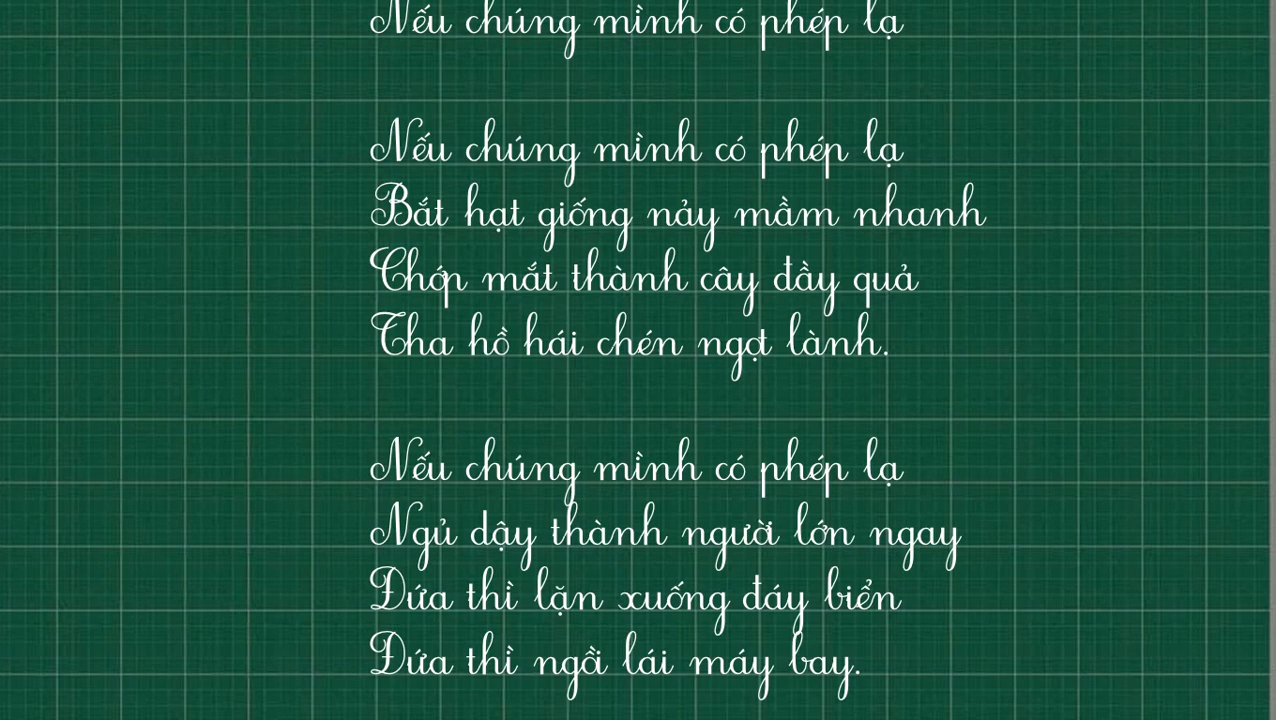 Nếu chúng mình có phép lạ
Nếu chúng mình có phép lạ
Bắt hạt giống nảy mầm nhanh
Chớp mắt thành cây đầy quả
Tha hồ hái chén ngọt lành.
Nếu chúng mình có phép lạ
Ngủ dậy thành người lớn ngay
Đứa thì lặn xuống đáy biển
Đứa thì ngồi lái máy bay.